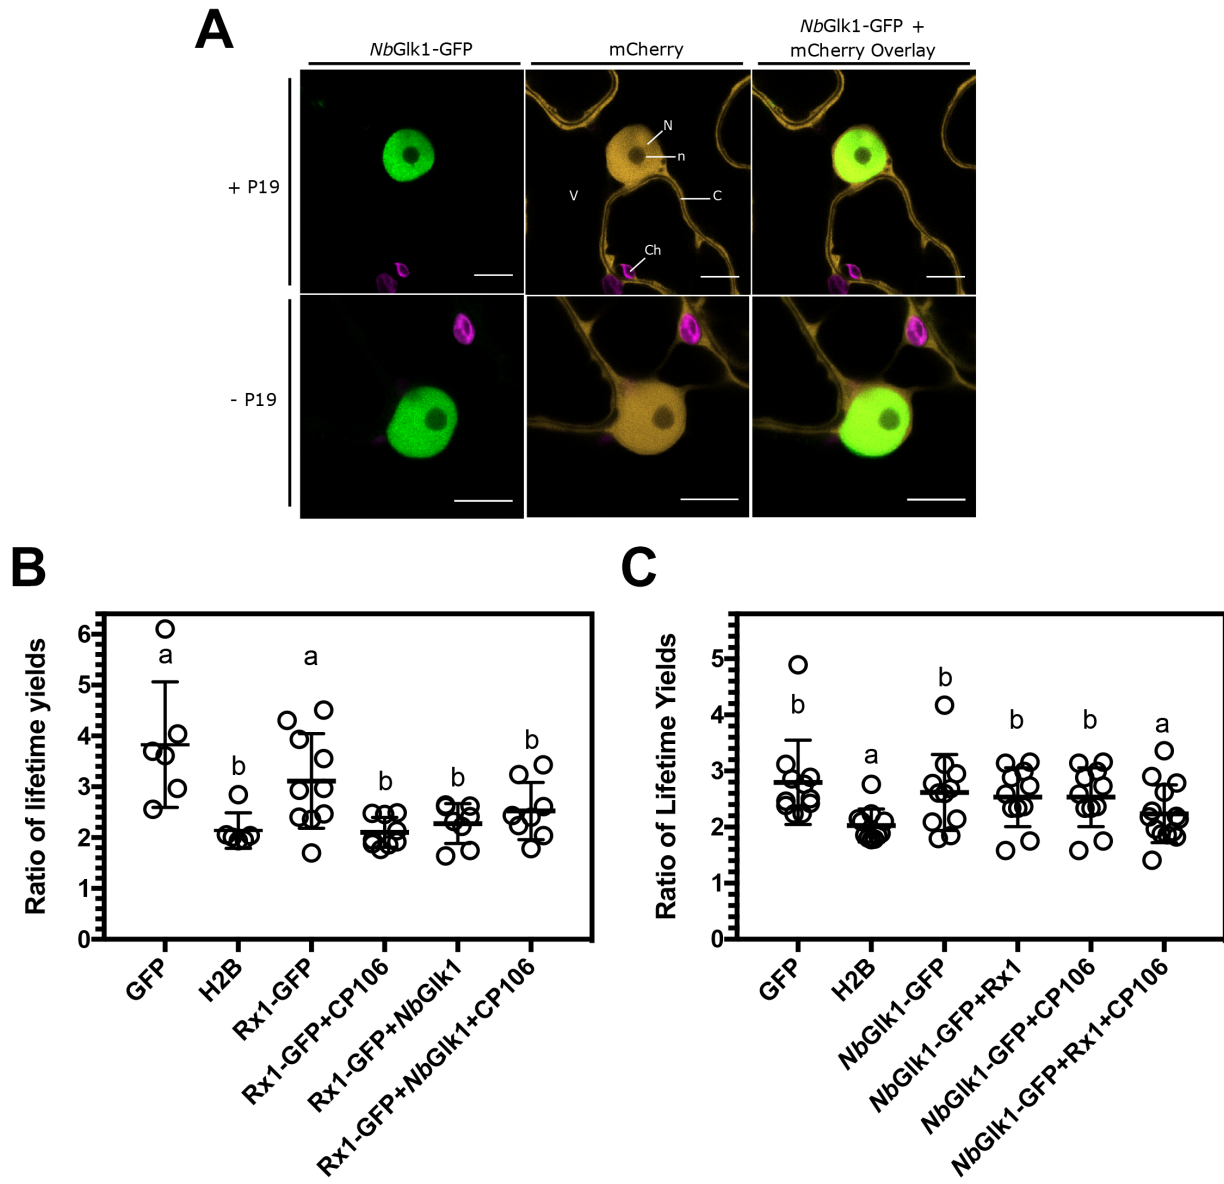 A
NbGlk1-GFP
mCherry
NbGlk1-GFP +
mCherry Overlay
+ P19
N
n
V
C
Ch
- P19
B
Ratio of lifetime yields
6
5
4
3
2
1
0
a
b
a
b
b
b
GFP
H2B
Rx1-GFP
Rx1-GFP+CP106
Rx1-GFP+NbGlk1
Rx1-GFP+NbGlk1+CP106
C
Ratio of Lifetime Yields
5
4
3
2
1
0
b
a
b
b
b
a
GFP
H2B
NbGlk1-GFP
NbGlk1-GFP+Rx1
NbGlk1-GFP+CP106
NbGlk1-GFP+Rx1+CP106